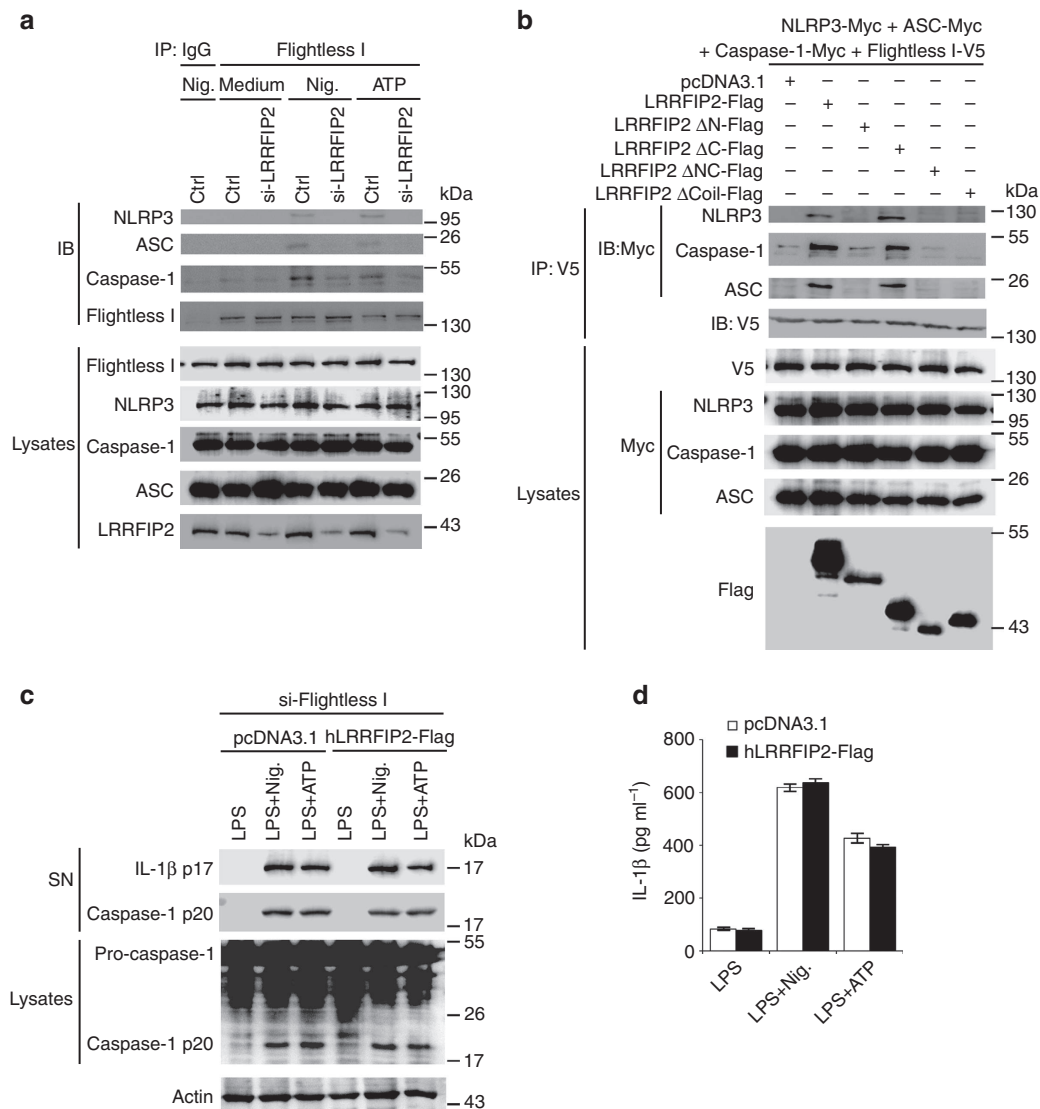 a
IP: IgG Flightless I
Nig. Medium Nig. ATP
Ctrl Ctrl si-LRRFIP2 Ctrl si-LRRFIP2 Ctrl si-LRRFIP2
kDa
IB
NLRP3 95
ASC 26
Caspase-1 55
Flightless I 130
Lysates
Flightless I 130
NLRP3 130
95
Caspase-1 55
ASC 26
LRRFIP2 43
b
NLRP3-Myc + ASC-Myc
+ Caspase-1-Myc + Flightless I-V5
pcDNA3.1 + – – – – –
LRRFIP2-Flag – + – – – –
LRRFIP2 ΔN-Flag – – + – – –
LRRFIP2 ΔC-Flag – – – + – –
LRRFIP2 ΔNC-Flag – – – – + –
LRRFIP2 ΔCoil-Flag – – – – – +
kDa
IP: V5
IB:Myc
NLRP3 130
Caspase-1 55
ASC 26
IB: V5 130
Lysates
V5 130
Myc
NLRP3 130
95
Caspase-1 55
ASC 26
Flag 55
43
c
si-Flightless I
pcDNA3.1 hLRRFIP2-Flag
LPS LPS+Nig. LPS+ATP LPS LPS+Nig. LPS+ATP
kDa
SN
IL-1β p17 17
Caspase-1 p20 17
Lysates
Pro-caspase-1 55
26
Caspase-1 p20 17
Actin 43
d
pcDNA3.1
hLRRFIP2-Flag
IL-1β (pg ml⁻¹)
800
600
400
200
0
LPS LPS+Nig. LPS+ATP